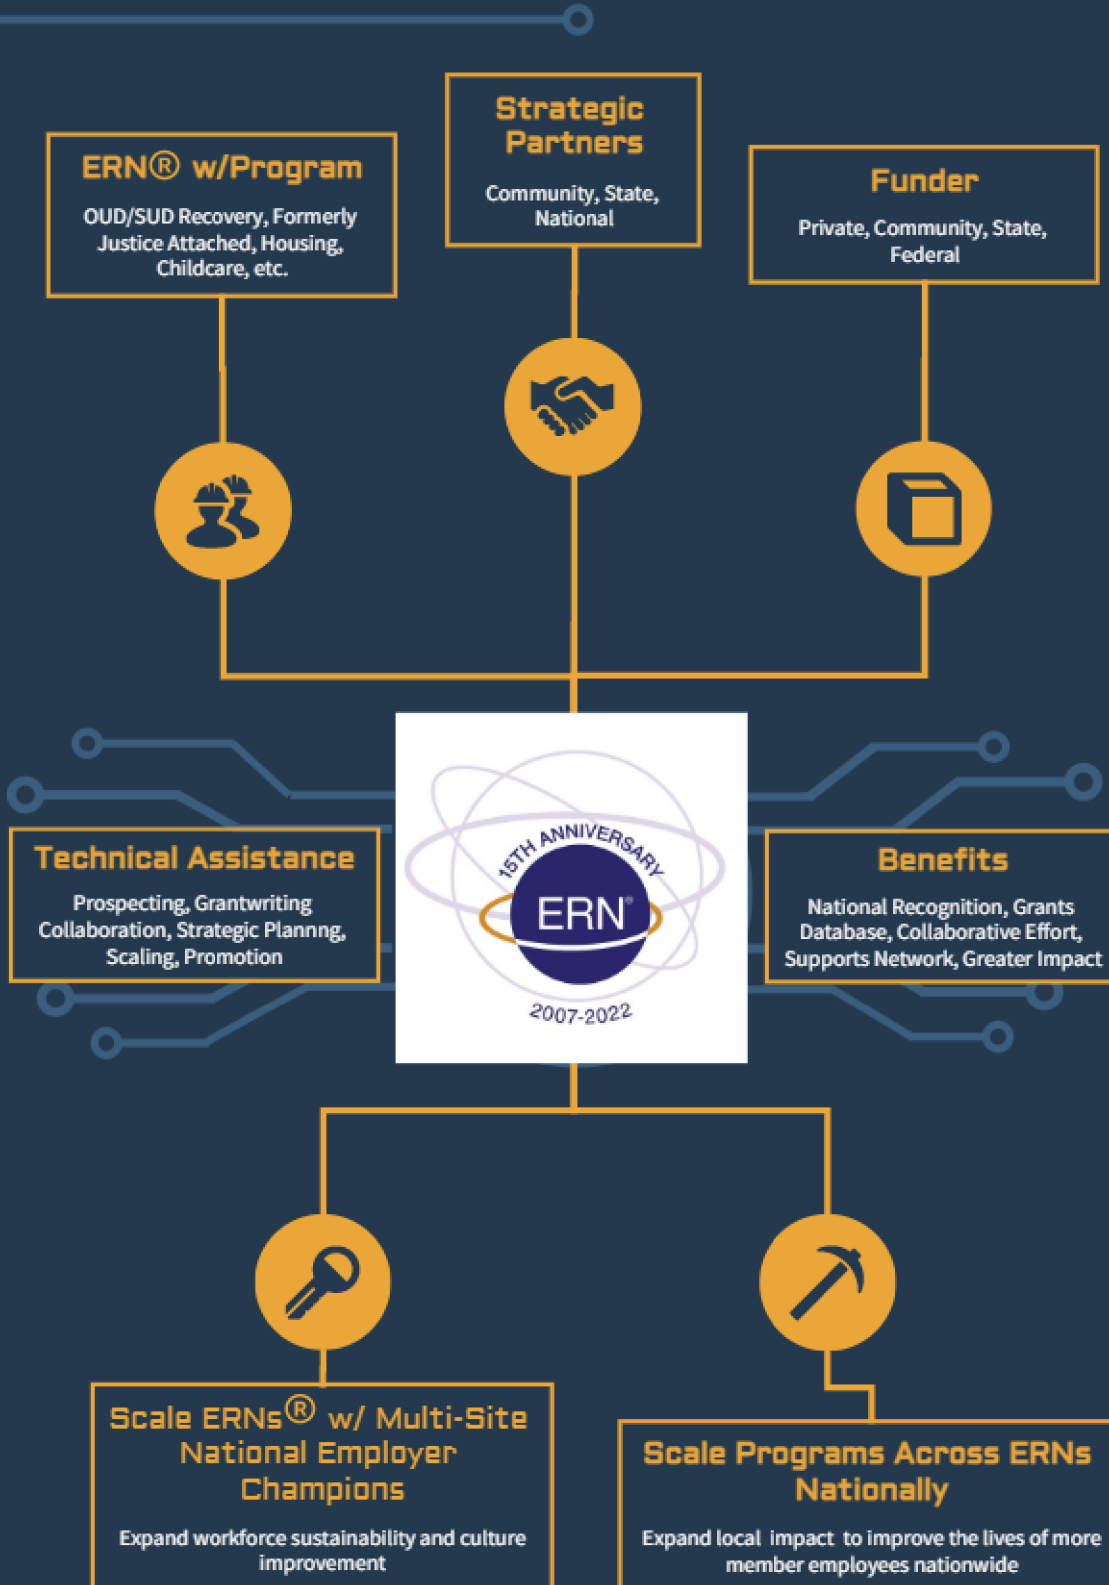 Strategic
Partners
Community, State,
National
ERN® w/Program
OUD/SUD Recovery, Formerly
Justice Attached, Housing,
Childcare, etc.
Funder
Private, Community, State,
Federal
Technical Assistance
Prospecting, Grantwriting
Collaboration, Strategic Plannng,
Scaling, Promotion
15TH ANNIVERSARY
ERN®
2007-2022
Benefits
National Recognition, Grants
Database, Collaborative Effort,
Supports Network, Greater Impact
Scale ERNs® w/ Multi-Site
National Employer
Champions
Expand workforce sustainability and culture
improvement
Scale Programs Across ERNs
Nationally
Expand local impact to improve the lives of more
member employees nationwide